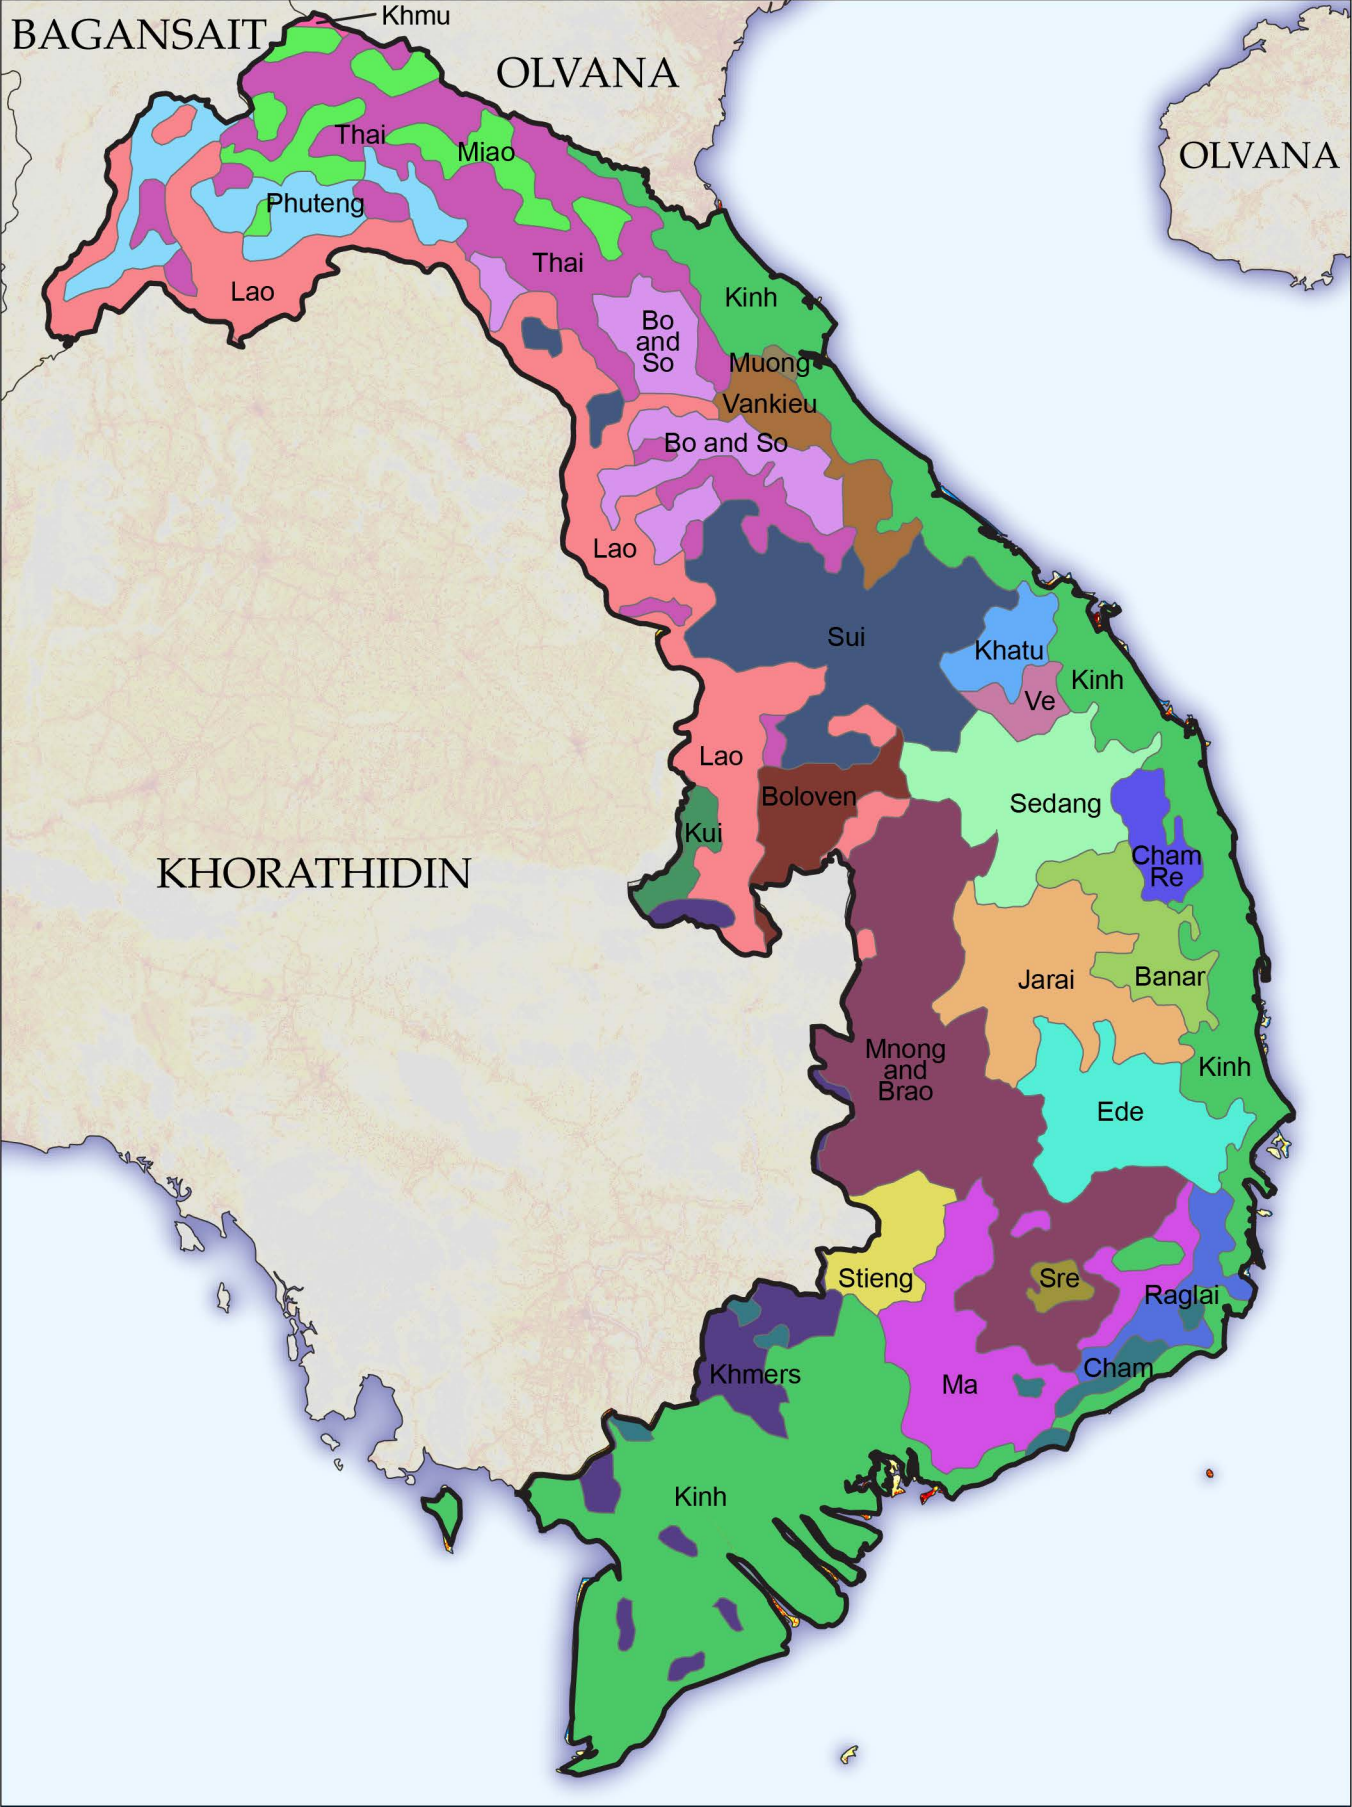 Khmu
BAGANSAIT
OLVANA
OLVANA
Thai
Miao
Phuteng
Thai
Lao
Kinh
Bo
and
So
Muong
Vankieu
Bo and So
Lao
Sui
Khatu
Kinh
Ve
Lao
Boloven
Sedang
Kui
Cham
Re
KHORATHIDIN
Jarai
Banar
Mnong
and
Brao
Kinh
Ede
Stieng
Sre
Raglai
Khmers
Cham
Ma
Kinh